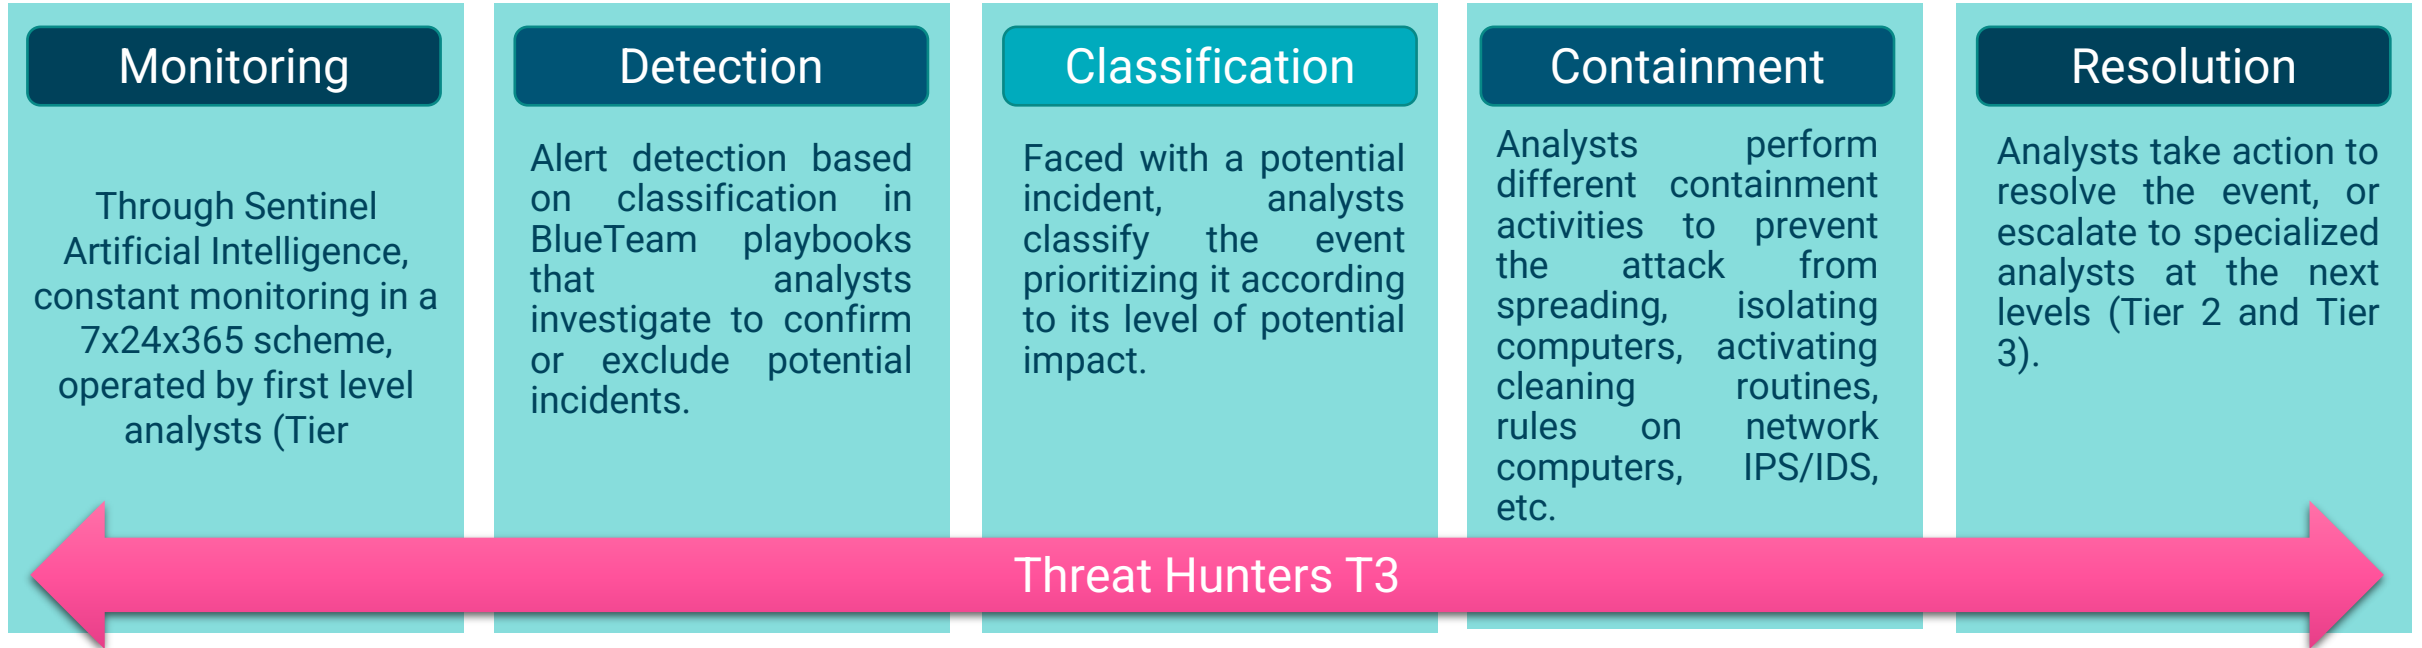 Monitoring
Through Sentinel
Artificial Intelligence,
constant monitoring in a
7x24x365 scheme,
operated by first level
analysts (Tier
Detection
Alert detection based
on classification in
BlueTeam playbooks
that analysts
investigate to confirm
or exclude potential
incidents.
Classification
Faced with a potential
incident, analysts
classify the event
prioritizing it according
to its level of potential
impact.
Containment
Analysts perform
different containment
activities to prevent
the attack from
spreading, isolating
computers, activating
cleaning routines,
rules on network
computers, IPS/IDS,
etc.
Resolution
Analysts take action to
resolve the event, or
escalate to specialized
analysts at the next
levels (Tier 2 and Tier
3).
Threat Hunters T3